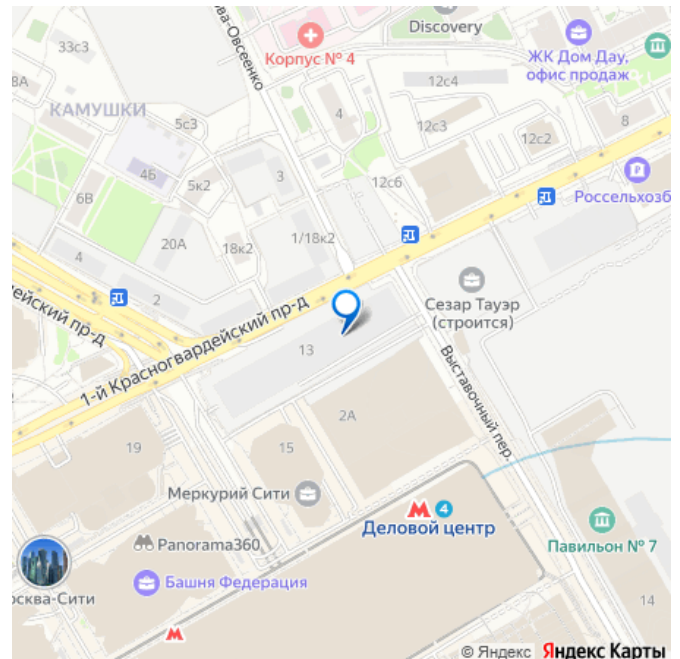 33с3
Discovery
Корпус № 4
ЖК Дом Дау,
офис продаж
ова-Овсеенко
8А
12с4
КАМУШКИ
4
8
5с3
12с3
12с2
4Б
3
5к2
12с6
6В
Россельхозб
20А
18к2
1/18к2
4
2
ейский пр-д
Сезар Тауэр
(строится)
1-й Красногвардейский пр-д
13
Выставочный пер.
2А
19
15
Меркурий Сити
4
Деловой центр
Panorama360
Павильон № 7
Башня Федерация
осква-Сити
14
© Яндекс Яндекс Карты